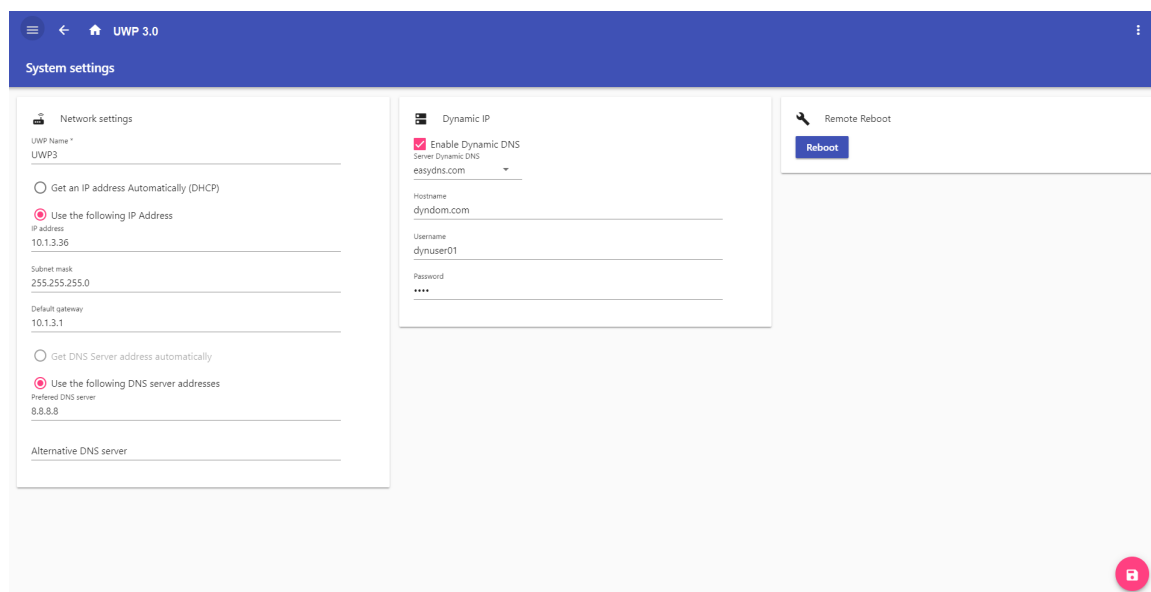 UWP 3.0
System settings
Network settings
UWP Name *
UWP3
Get an IP address Automatically (DHCP)
Use the following IP Address
IP address
10.1.3.36
Subnet mask
255.255.255.0
Default gateway
10.1.3.1
Get DNS Server address automatically
Use the following DNS server addresses
Prefered DNS server
8.8.8.8
Alternative DNS server
Dynamic IP
Enable Dynamic DNS
Server Dynamic DNS
easydns.com
Hostname
dyndom.com
Username
dynuser01
Password
••••
Remote Reboot
Reboot